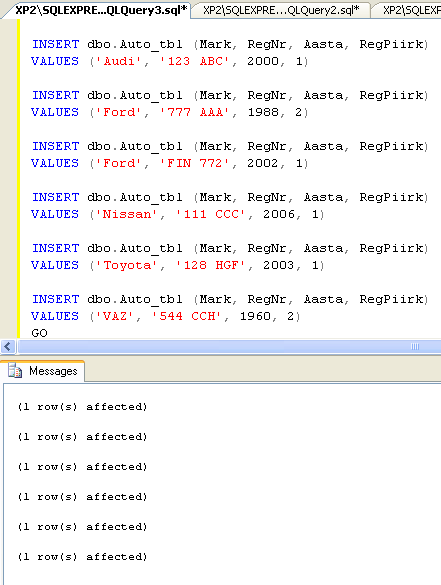 XP2\SQLEXPRE...QLQuery3.sql* XP2\SQLEXPRE...QLQuery2.sql* XP2\SQLEXP
INSERT dbo.Auto_tbl (Mark, RegNr, Aasta, RegPiirk)
VALUES ('Audi', '123 ABC', 2000, 1)
INSERT dbo.Auto_tbl (Mark, RegNr, Aasta, RegPiirk)
VALUES ('Ford', '777 AAA', 1988, 2)
INSERT dbo.Auto_tbl (Mark, RegNr, Aasta, RegPiirk)
VALUES ('Ford', 'FIN 772', 2002, 1)
INSERT dbo.Auto_tbl (Mark, RegNr, Aasta, RegPiirk)
VALUES ('Nissan', '111 CCC', 2006, 1)
INSERT dbo.Auto_tbl (Mark, RegNr, Aasta, RegPiirk)
VALUES ('Toyota', '128 HGF', 2003, 1)
INSERT dbo.Auto_tbl (Mark, RegNr, Aasta, RegPiirk)
VALUES ('VAZ', '544 CCH', 1960, 2)
GO
Messages
(1 row(s) affected)
(1 row(s) affected)
(1 row(s) affected)
(1 row(s) affected)
(1 row(s) affected)
(1 row(s) affected)